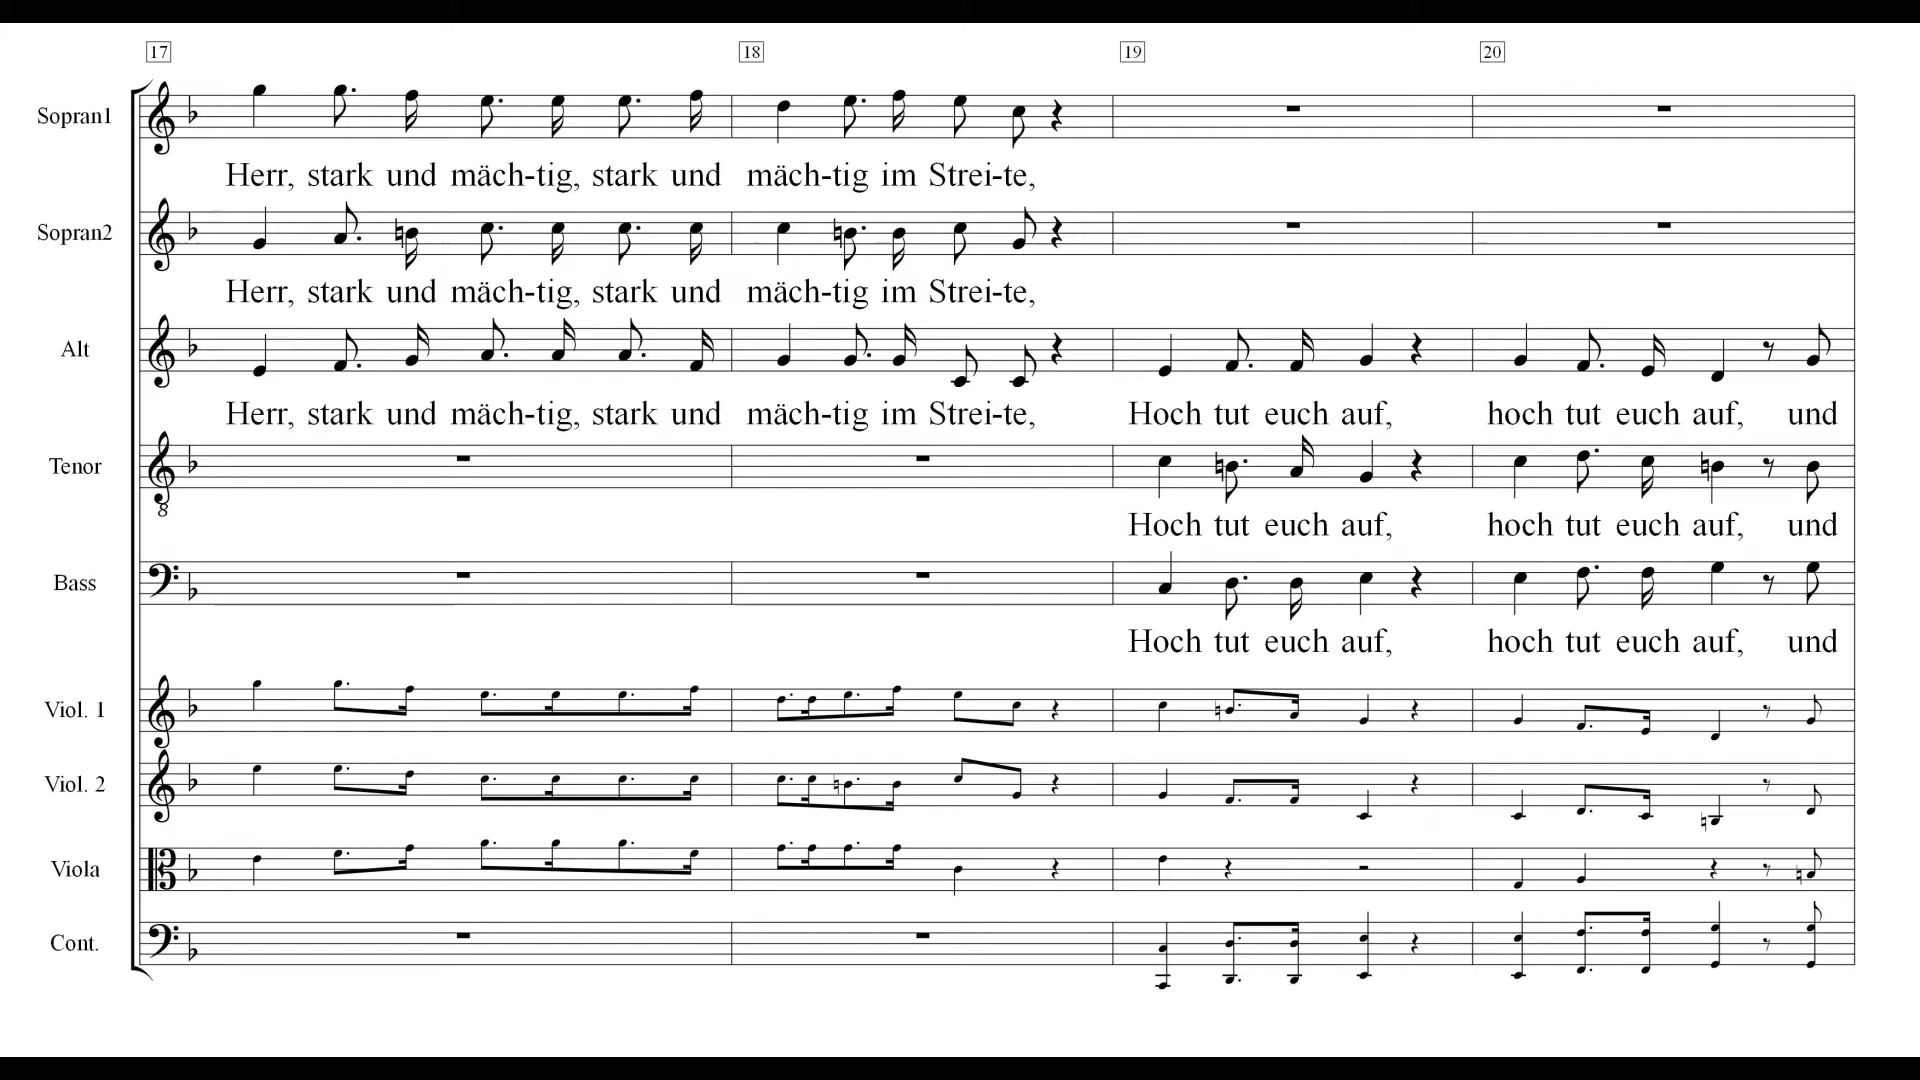 17 18 19 20
Sopran1
Herr, stark und mäch-tig, stark und mäch-tig im Strei-te,
Sopran2
Herr, stark und mäch-tig, stark und mäch-tig im Strei-te,
Alt
Herr, stark und mäch-tig, stark und mäch-tig im Strei-te, Hoch tut euch auf, hoch tut euch auf, und
Tenor
8
Hoch tut euch auf, hoch tut euch auf, und
Bass
Hoch tut euch auf, hoch tut euch auf, und
Viol. 1
Viol. 2
Viola
Cont.